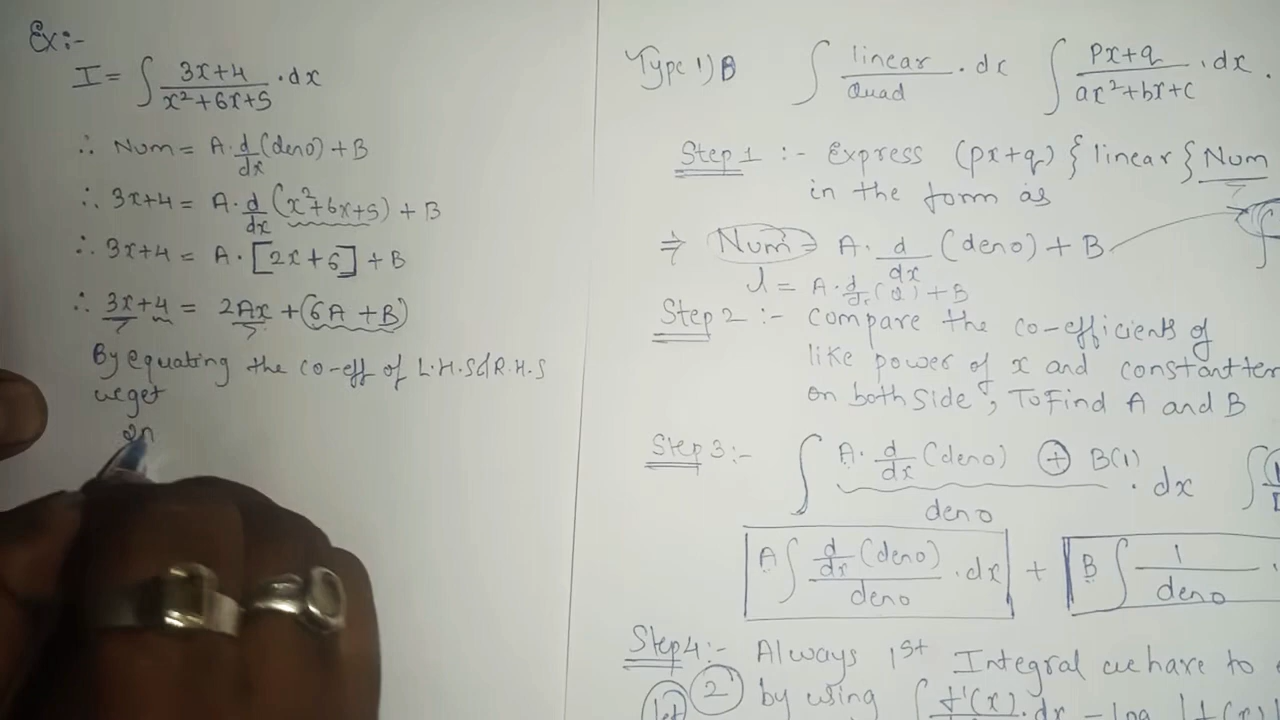 Ex:-
I = ∫ 3x+4 / x²+6x+5 . dx
∴ Num = A. d/dx (deno) + B
∴ 3x+4 = A. d/dx (x²+6x+5) + B
∴ 3x+4 = A. [2x+6] + B
∴ 3x+4 = 2Ax + (6A + B)
By equating the co-eff of L.H.S & R.H.S
we get
Type 1) B ∫ linear / Quad . dx ∫ px+q / ax²+bx+c . dx .
Step 1 :- Express (px+q) { linear } Num
in the form as
⇒ Num = A. d/dx (deno) + B
Step 2 :- Compare the co-efficients of
like power of x and constant ter
on both side, To Find A and B
Step 3 :- ∫ A. d/dx (deno) + B(1) / deno . dx ∫
A ∫ d/dx (deno) / deno . dx + B ∫ 1 / deno .
Step 4 :- Always 1st Integral we have to
2 by using ∫ f'(x) . dx = log |f(x)